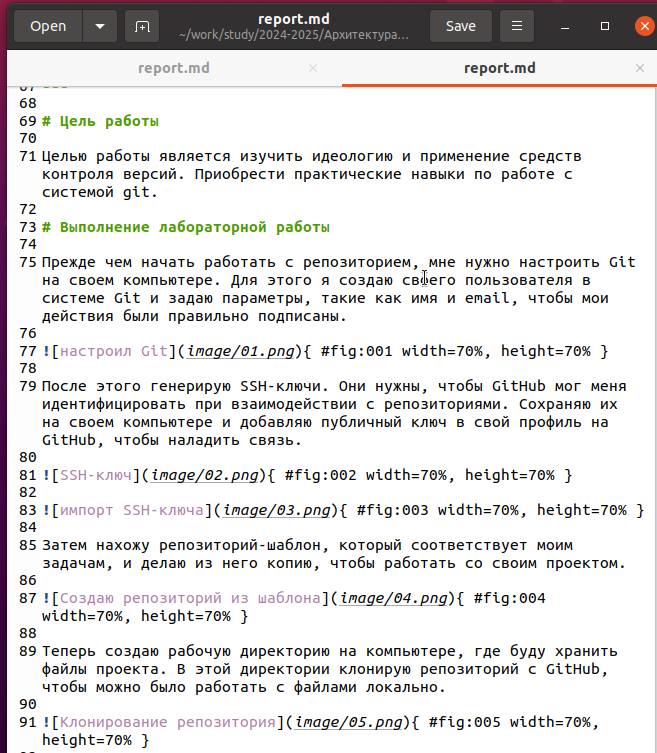 Open
report.md
~/work/study/2024-2025/Архитектура...
Save
report.md
report.md
68
69 # Цель работы
70
71 Целью работы является изучить идеологию и применение средств
контроля версий. Приобрести практические навыки по работе с
системой git.
72
73 # Выполнение лабораторной работы
74
75 Прежде чем начать работать с репозиторием, мне нужно настроить Git
на своем компьютере. Для этого я создаю своего пользователя в
системе Git и задаю параметры, такие как имя и email, чтобы мои
действия были правильно подписаны.
76
77 ![настроил Git](image/01.png){ #fig:001 width=70%, height=70% }
78
79 После этого генерирую SSH-ключи. Они нужны, чтобы GitHub мог меня
идентифицировать при взаимодействии с репозиториями. Сохраняю их
на своем компьютере и добавляю публичный ключ в свой профиль на
GitHub, чтобы наладить связь.
80
81 ![SSH-ключ](image/02.png){ #fig:002 width=70%, height=70% }
82
83 ![импорт SSH-ключа](image/03.png){ #fig:003 width=70%, height=70% }
84
85 Затем нахожу репозиторий-шаблон, который соответствует моим
задачам, и делаю из него копию, чтобы работать со своим проектом.
86
87 ![Создаю репозиторий из шаблона](image/04.png){ #fig:004
width=70%, height=70% }
88
89 Теперь создаю рабочую директорию на компьютере, где буду хранить
файлы проекта. В этой директории клонирую репозиторий с GitHub,
чтобы можно было работать с файлами локально.
90
91 ![Клонирование репозитория](image/05.png){ #fig:005 width=70%,
height=70% }